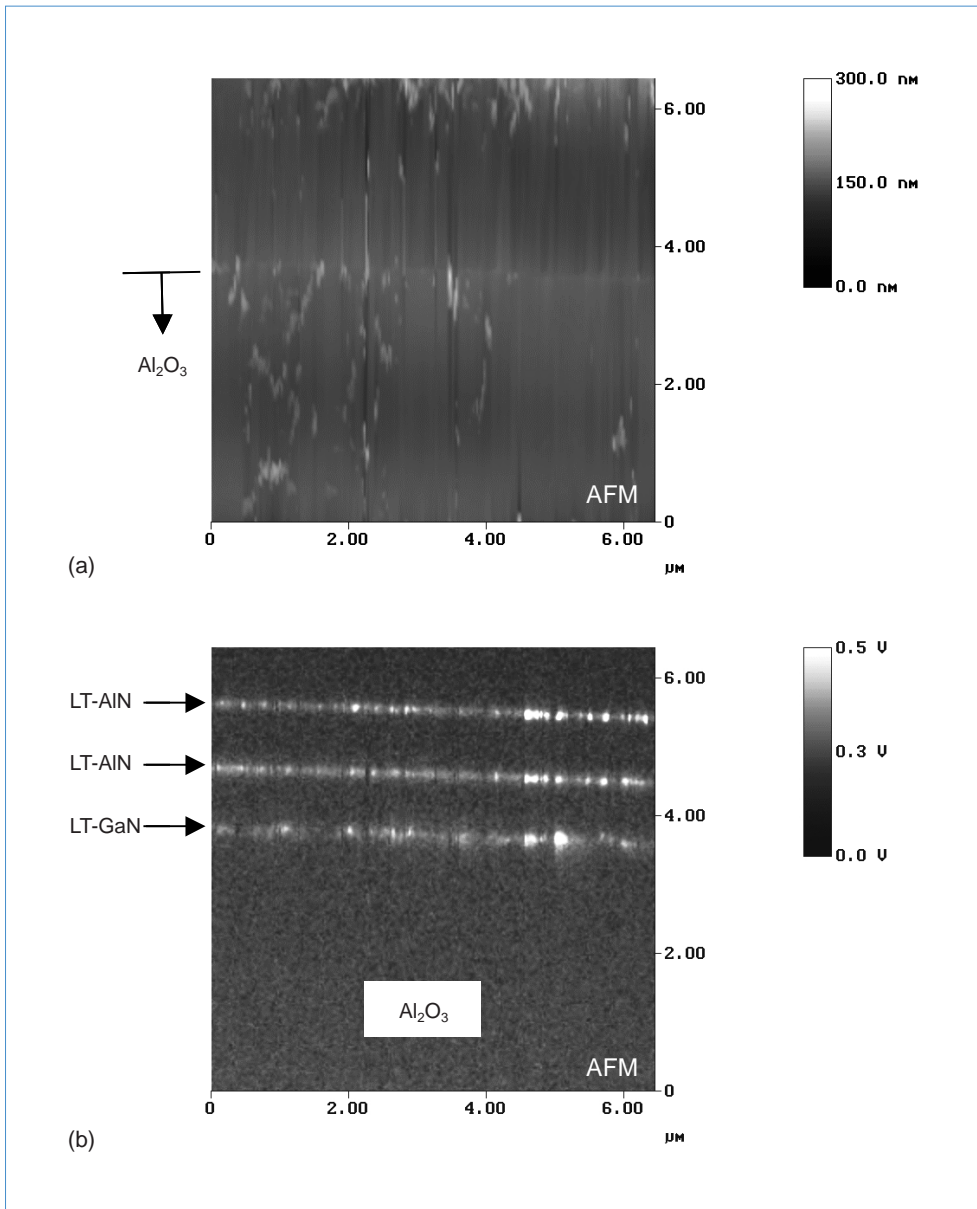 300.0 nm
6.00
150.0 nm
4.00
0.0 nm
Al₂O₃
2.00
AFM
0
0 2.00 4.00 6.00
µm
(a)
0.5 V
6.00
LT-AlN
0.3 V
LT-AlN
4.00
LT-GaN
0.0 V
2.00
Al₂O₃
AFM
0
0 2.00 4.00 6.00
µm
(b)